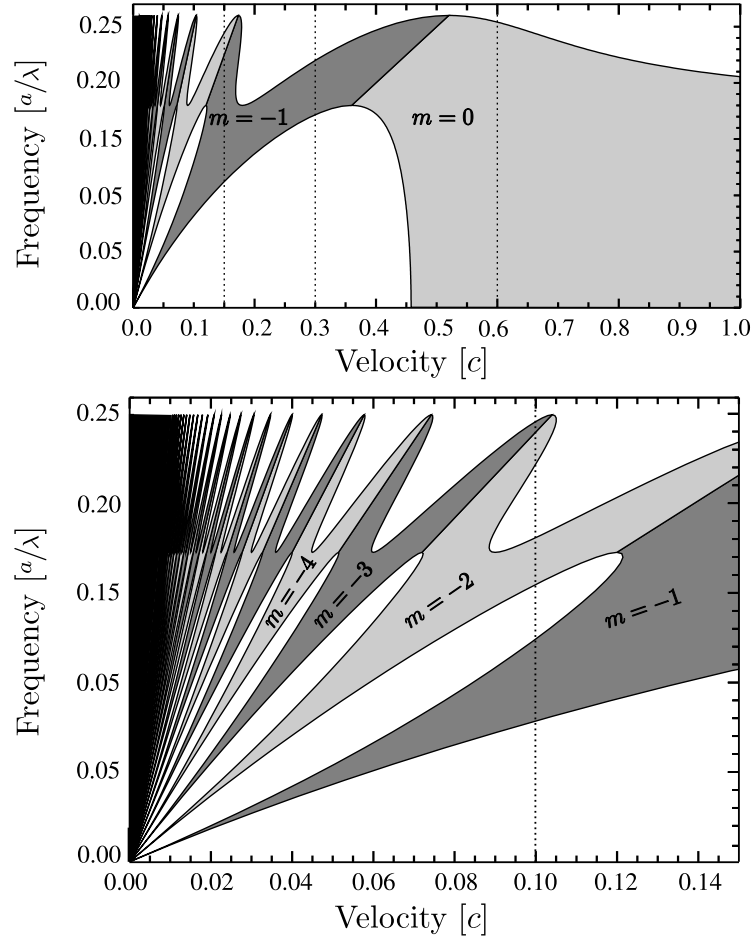 0.25
0.20
0.15
0.05
0.05
0.00
Frequency [a/λ]
m = −1
m = 0
0.0 0.1 0.2 0.3 0.4 0.5 0.6 0.7 0.8 0.9 1.0
Velocity [c]
0.25
0.20
0.15
0.05
0.05
0.00
Frequency [a/λ]
m = −4
m = −3
m = −2
m = −1
0.00 0.02 0.04 0.06 0.08 0.10 0.12 0.14
Velocity [c]